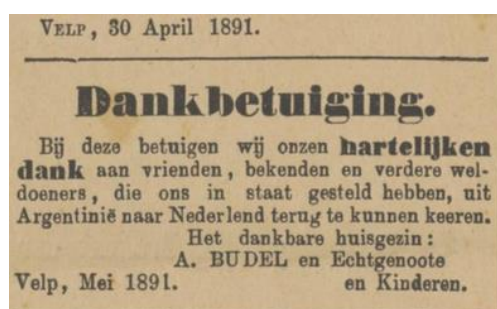 VELP, 30 April 1891.
Dankbetuiging.
Bij deze betuigen wij onzen hartelijken
dank aan vrienden, bekenden en verdere wel-
doeners, die ons in staat gesteld hebben, uit
Argentinië naar Nederlend terug te kunnen keeren.
Het dankbare huisgezin:
A. BUDEL en Echtgenoote
Velp, Mei 1891. en Kinderen.